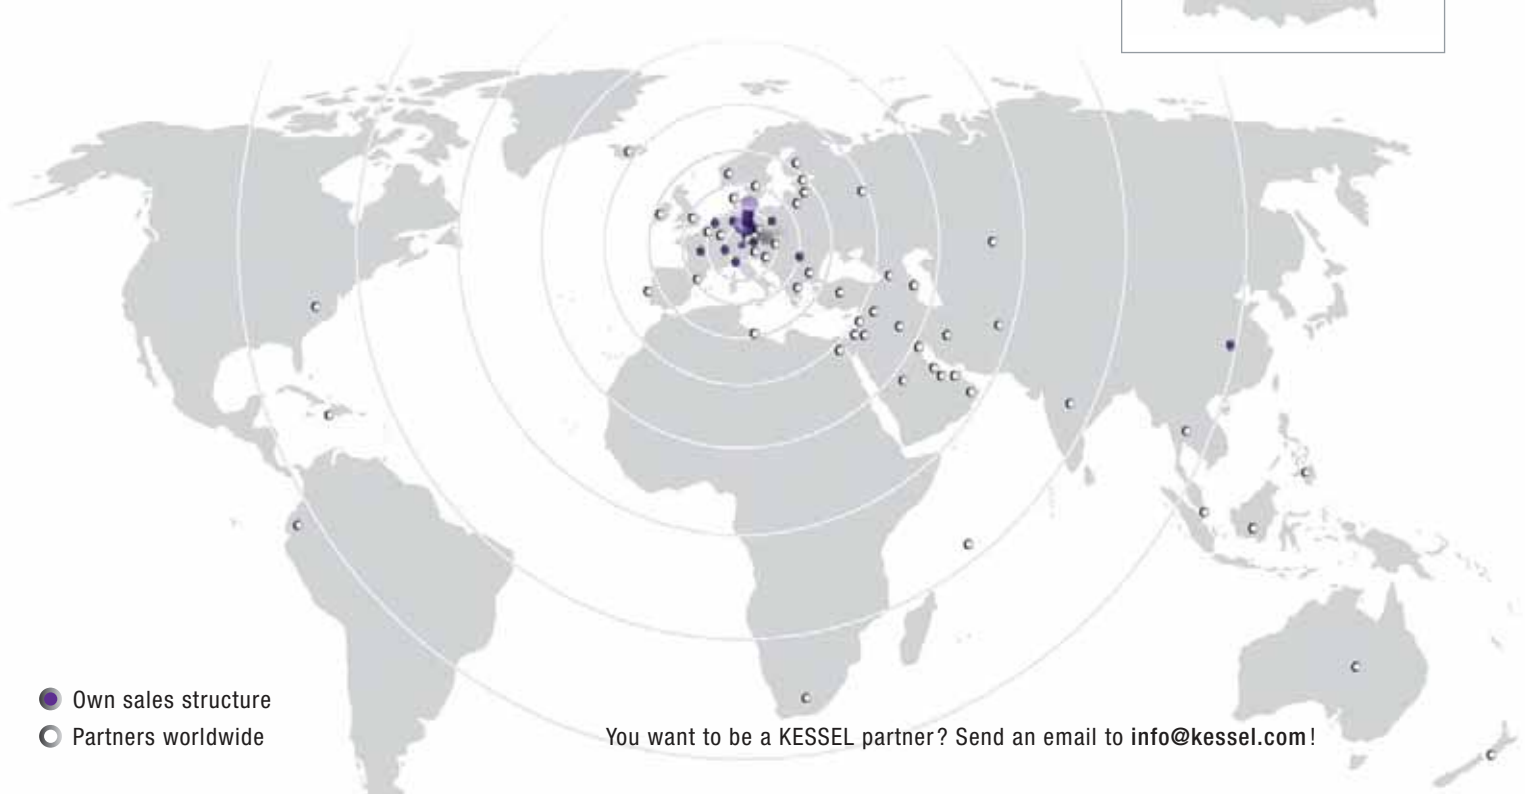 Own sales structure
Partners worldwide
You want to be a KESSEL partner? Send an email to info@kessel.com!